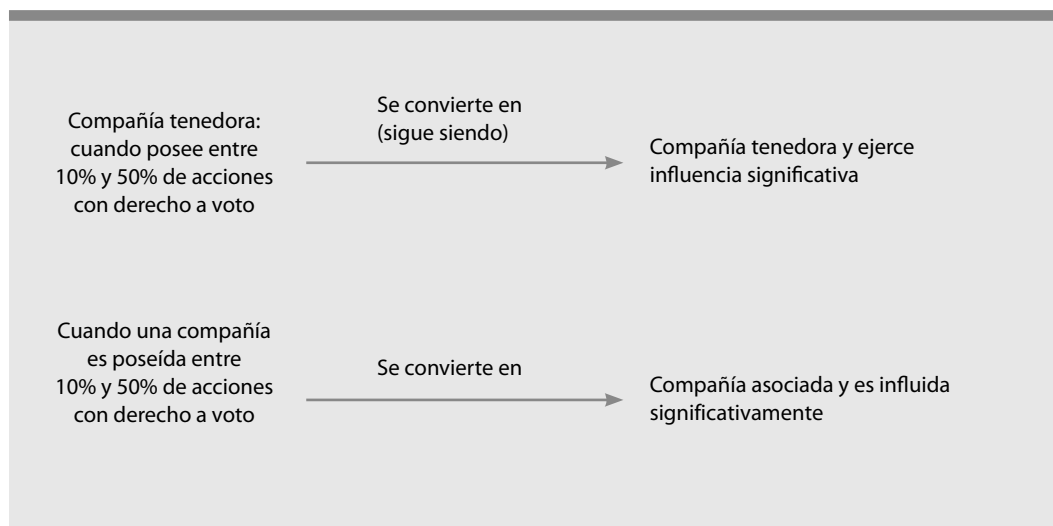 Compañía tenedora:
cuando posee entre
10% y 50% de acciones
con derecho a voto
Se convierte en
(sigue siendo)
Compañía tenedora y ejerce
influencia significativa
Cuando una compañía
es poseída entre
10% y 50% de acciones
con derecho a voto
Se convierte en
Compañía asociada y es influida
significativamente